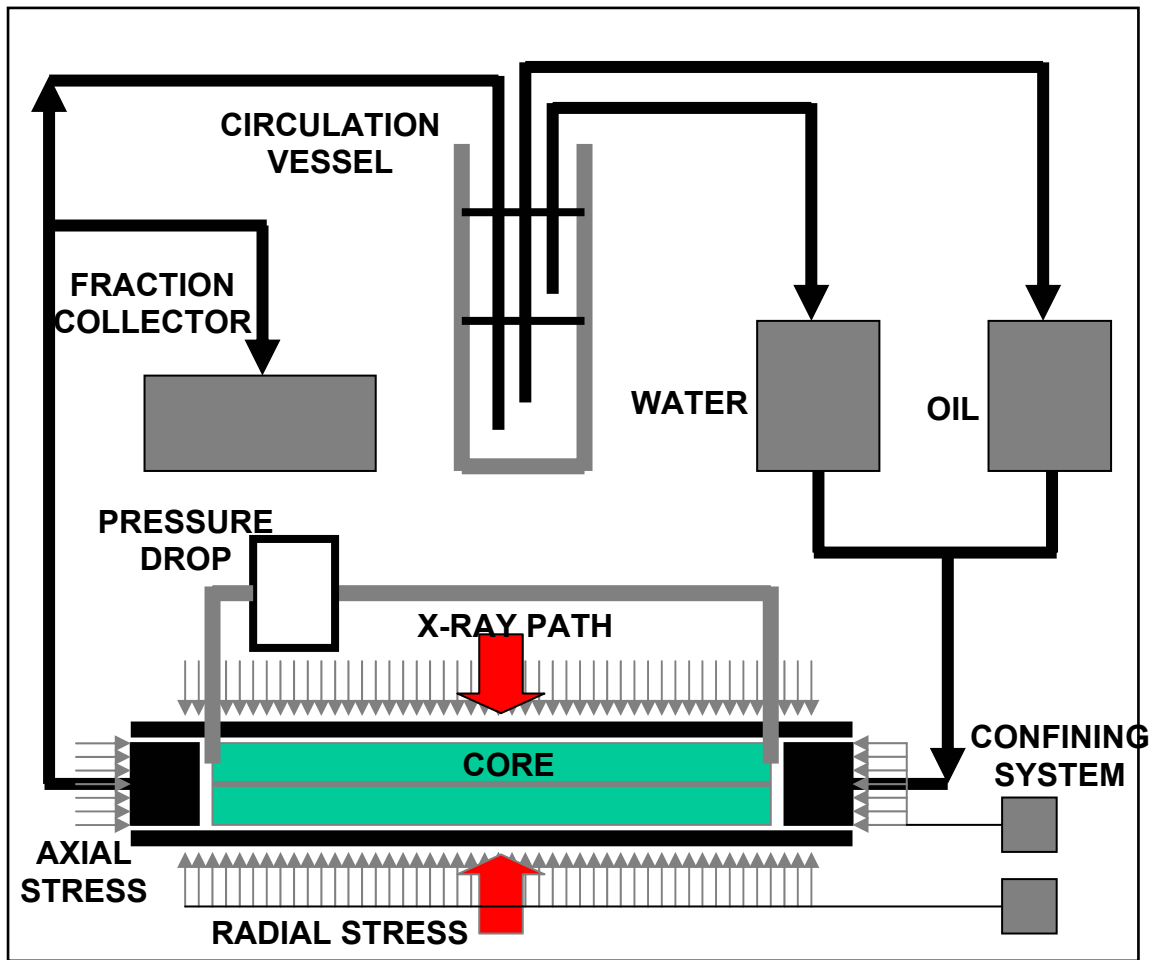 CIRCULATION
VESSEL
FRACTION
COLLECTOR
WATER
OIL
PRESSURE
DROP
X-RAY PATH
CORE
CONFINING
SYSTEM
AXIAL
STRESS
RADIAL STRESS